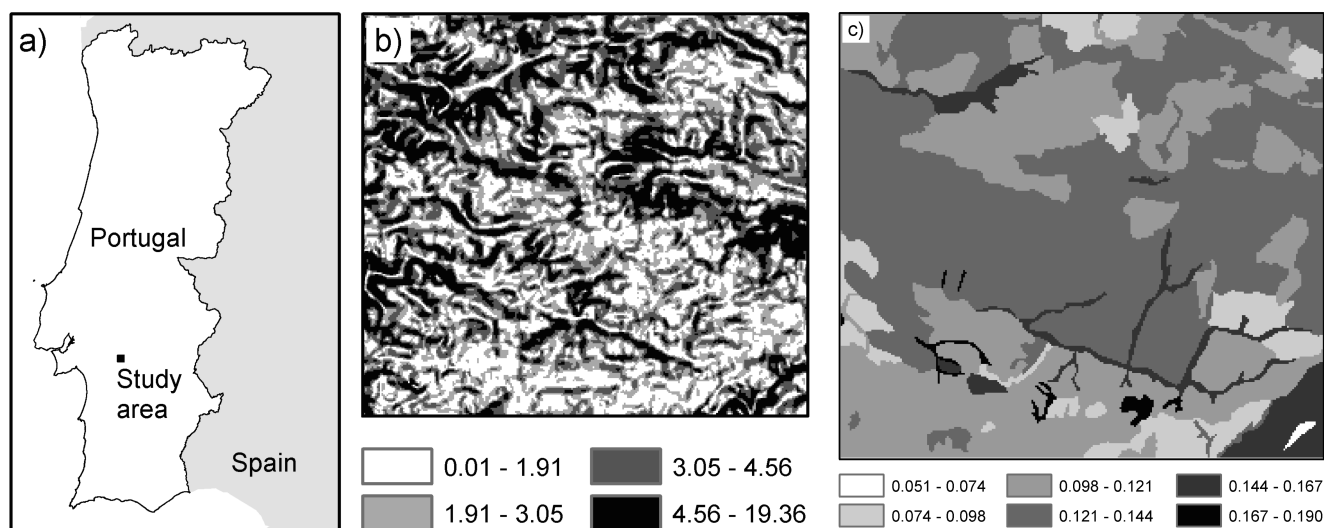 a)
Portugal
Study
area
Spain
b)
0.01 - 1.91
3.05 - 4.56
1.91 - 3.05
4.56 - 19.36
c)
0.051 - 0.074
0.098 - 0.121
0.144 - 0.167
0.074 - 0.098
0.121 - 0.144
0.167 - 0.190